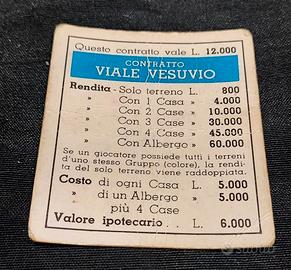 Questo contratto vale L. 12.000
CONTRATTO
VIALE VESUVIO
Rendita - Solo terreno L. 800
» Con 1 Casa » 4.000
» Con 2 Case » 10.000
» Con 3 Case » 30.000
» Con 4 Case » 45.000
» Con Albergo » 60.000
Se un giocatore possiede tutti i terreni
d'uno stesso Gruppo (colore), la rendi-
ta del solo terreno viene raddoppiata.
Costo di ogni Casa L. 5.000
» di un Albergo » 5.000
più 4 Case
Valore ipotecario . L. 6.000
subito